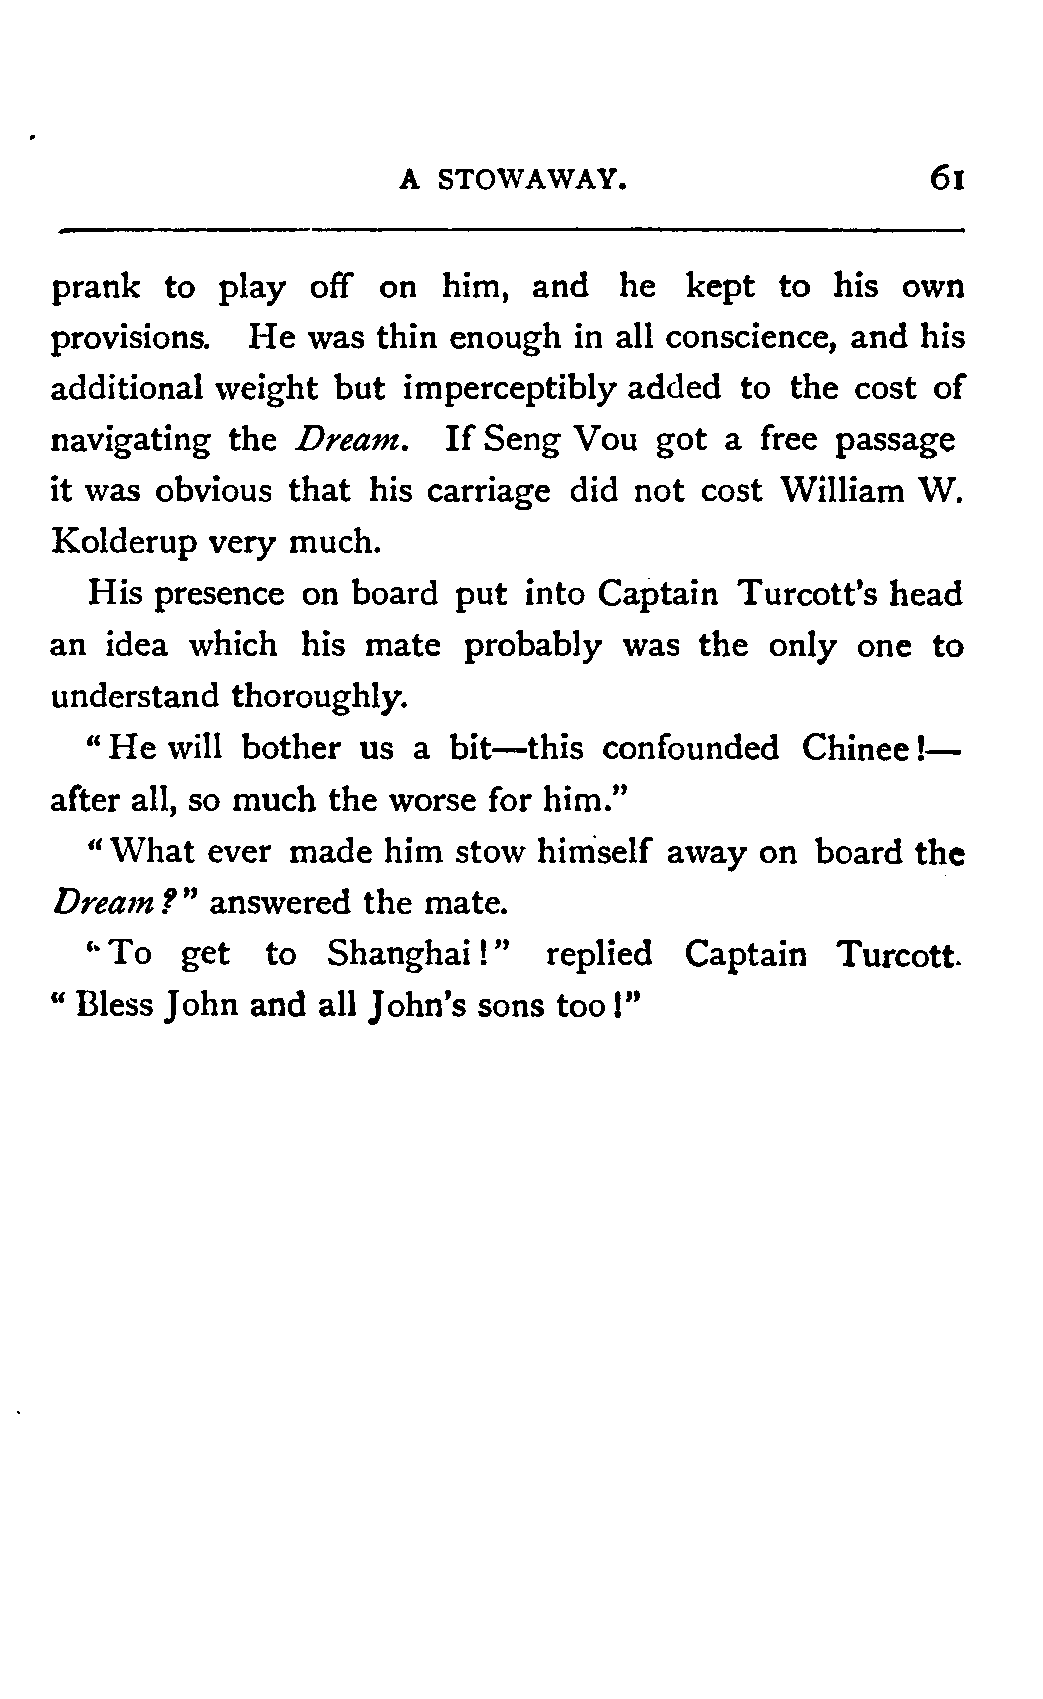 A STOWAWAY. 61
prank to play off on him, and he kept to his own
provisions. He was thin enough in all conscience, and his
additional weight but imperceptibly added to the cost of
navigating the Dream. If Seng Vou got a free passage
it was obvious that his carriage did not cost William W.
Kolderup very much.
His presence on board put into Captain Turcott's head
an idea which his mate probably was the only one to
understand thoroughly.
“He will bother us a bit—this confounded Chinee!—
after all, so much the worse for him.”
“What ever made him stow himself away on board the
Dream?” answered the mate.
“To get to Shanghai!” replied Captain Turcott.
“Bless John and all John's sons too!”